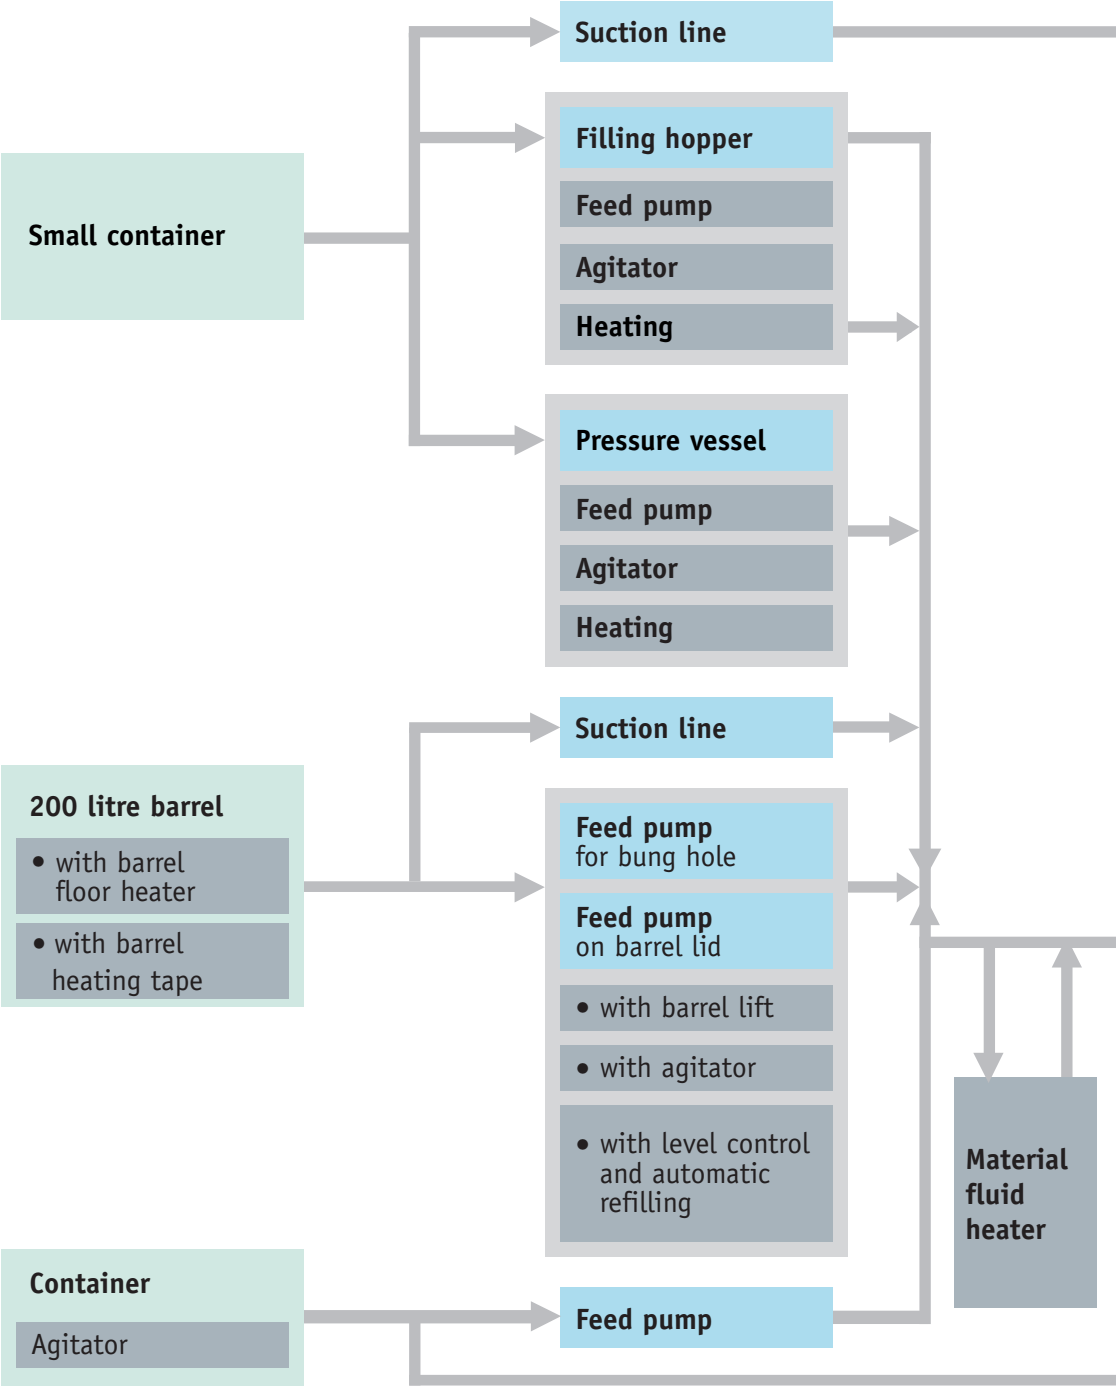 Suction line
Filling hopper
Feed pump
Agitator
Heating
Small container
Pressure vessel
Feed pump
Agitator
Heating
Suction line
200 litre barrel
• with barrel
floor heater
• with barrel
heating tape
Feed pump
for bung hole
Feed pump
on barrel lid
• with barrel lift
• with agitator
• with level control
and automatic
refilling
Material
fluid
heater
Container
Agitator
Feed pump